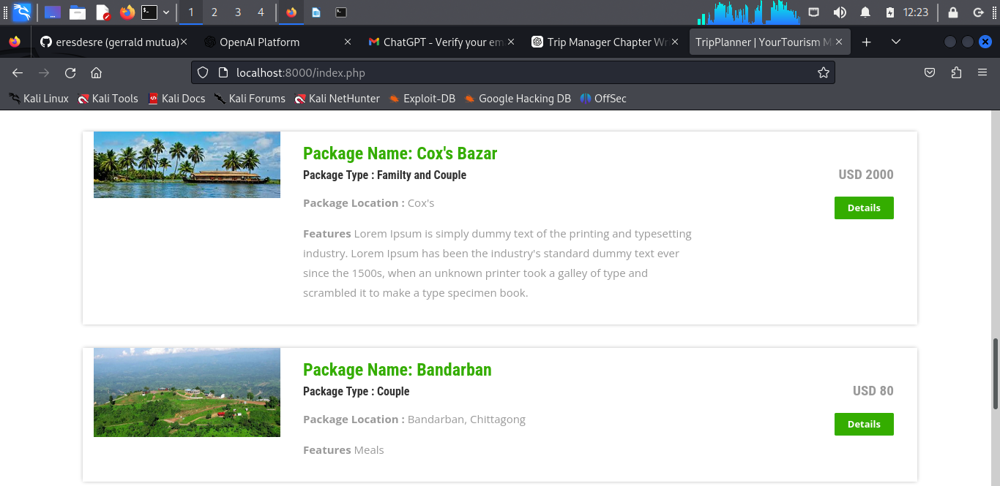 1 2 3 4 12:23
eresdesre (gerrald mutua) OpenAI Platform ChatGPT - Verify your em Trip Manager Chapter Wr TripPlanner | YourTourism M
localhost:8000/index.php
Kali Linux Kali Tools Kali Docs Kali Forums Kali NetHunter Exploit-DB Google Hacking DB OffSec
Package Name: Cox's Bazar
Package Type : Familty and Couple
USD 2000
Package Location : Cox's
Details
Features Lorem Ipsum is simply dummy text of the printing and typesetting
industry. Lorem Ipsum has been the industry's standard dummy text ever
since the 1500s, when an unknown printer took a galley of type and
scrambled it to make a type specimen book.
Package Name: Bandarban
Package Type : Couple
USD 80
Package Location : Bandarban, Chittagong
Details
Features Meals